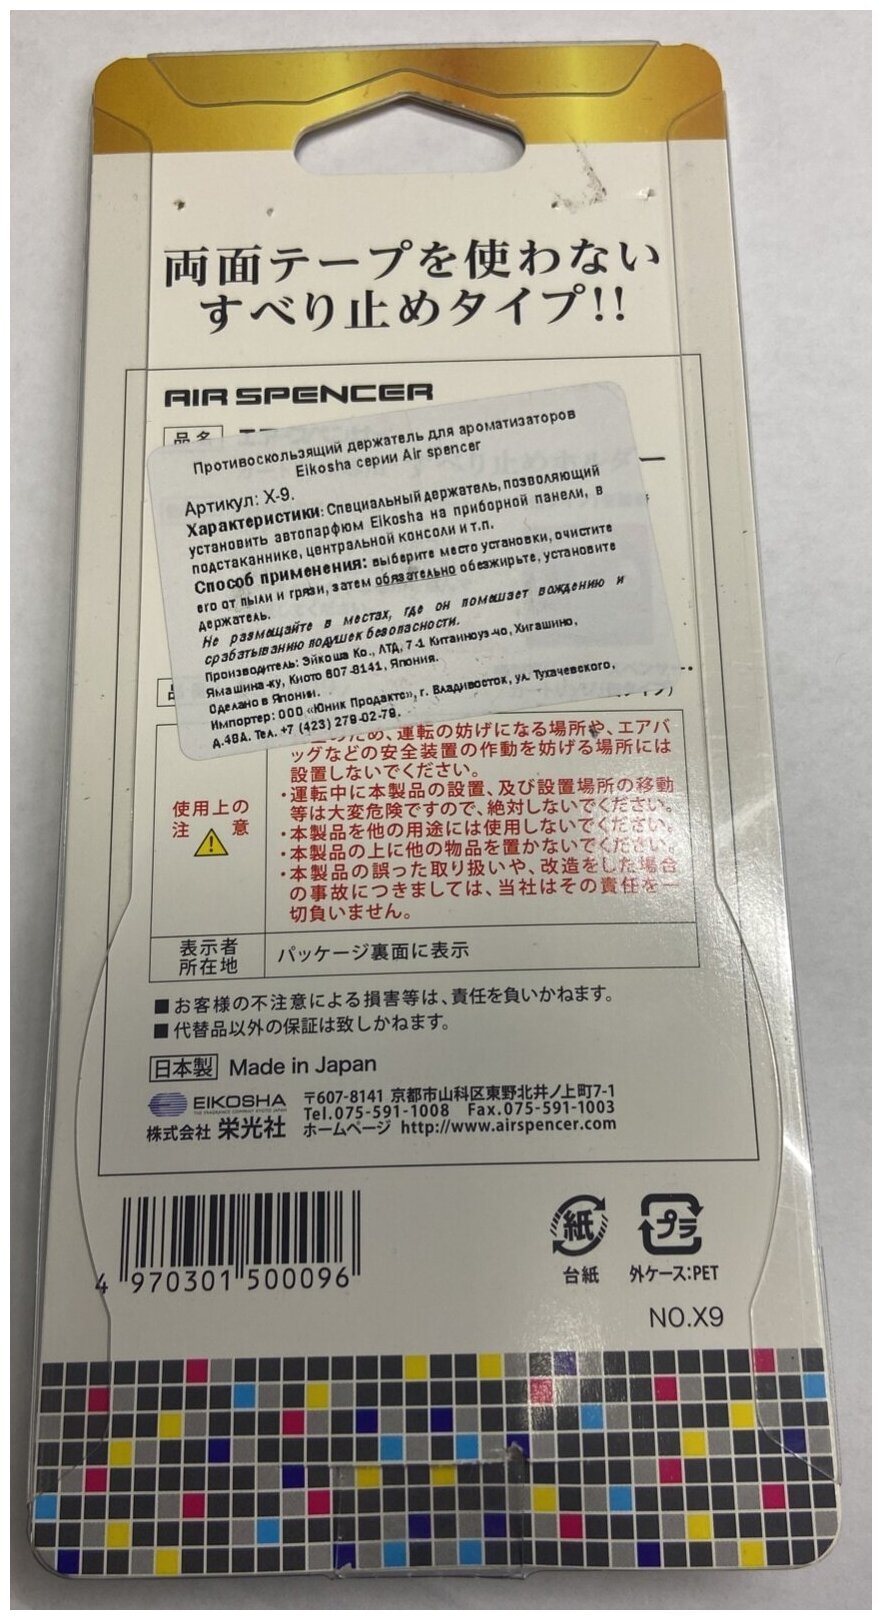 両面テープを使わない
すべり止めタイプ!!
AIR SPENCER
品名
Противоскользящий держатель для ароматизаторов
Eikosha серии Air spencer
Артикул: X-9.
Характеристики: Специальный держатель, позволяющий
установить автопарфюм Eikosha на приборной панели, в
подстаканнике, центральной консоли и т.п.
Способ применения: выберите место установки, очистите
его от пыли и грязи, затем обязательно обезжирьте, установите
держатель.
Не размещайте в местах, где он помешает вождению и
срабатыванию подушек безопасности.
Производитель: Эйкоша Ко., ЛТД, 7-1 Китаиноуэ-чо, Хигашино,
Ямашина-ку, Киото 607-8141, Япония.
Сделано в Японии.
Импортер: ООО «Юник Продактс», г. Владивосток, ул. Тухачевского,
д.48А. Тел. +7 (423) 279-02-79.
ため、運転の妨げになる場所や、エアバ
ッグなどの安全装置の作動を妨げる場所には
設置しないでください。
・運転中に本製品の設置、及び設置場所の移動
等は大変危険ですので、絶対しないでください。
・本製品を他の用途には使用しないでください。
・本製品の上に他の物品を置かないでください。
・本製品の誤った取り扱いや、改造をした場合
の事故につきましては、当社はその責任を一
切負いません。
使用上の
注 意
表示者
所在地
パッケージ裏面に表示
■お客様の不注意による損害等は、責任を負いかねます。
■代替品以外の保証は致しかねます。
日本製 Made in Japan
EIKOSHA
株式会社 栄光社
〒607-8141 京都市山科区東野北井ノ上町7-1
Tel.075-591-1008 Fax.075-591-1003
ホームページ http://www.airspencer.com
4 970301 500096
紙
台紙
プラ
外ケース:PET
NO.X9